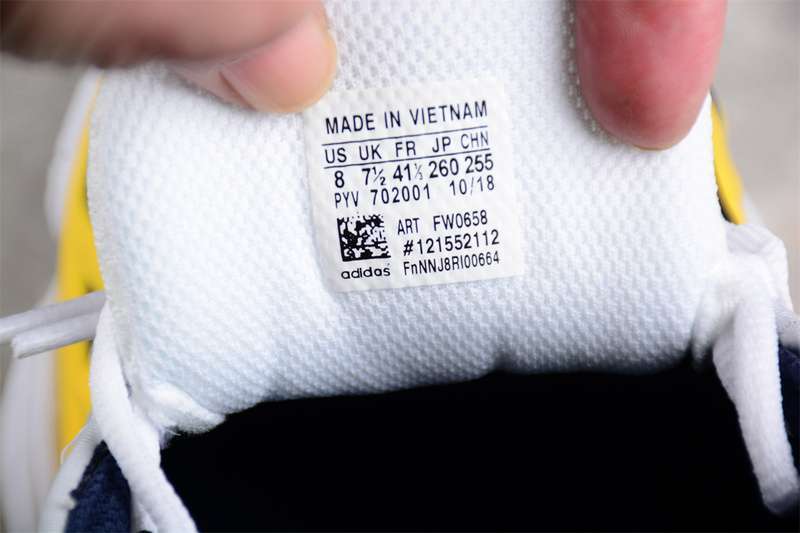 MADE IN VIETNAM
US UK FR JP CHN
8 7½ 41⅓ 260 255
PYV 702001 10/18
ART FW0658
#121552112
adidas FnNNJ8RI00664